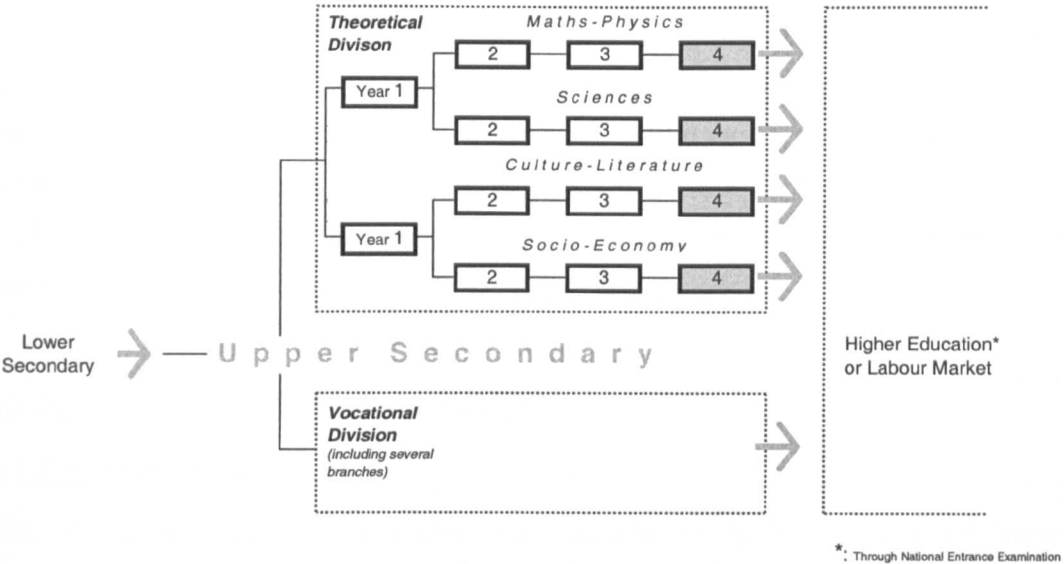 Theoretical
Divison
Maths-Physics
2 3 4
Year 1
Sciences
2 3 4
Culture-Literature
2 3 4
Year 1
Socio-Economy
2 3 4
Lower
Secondary
Upper Secondary
Higher Education*
or Labour Market
Vocational
Division
(including several
branches)
*: Through National Entrance Examination